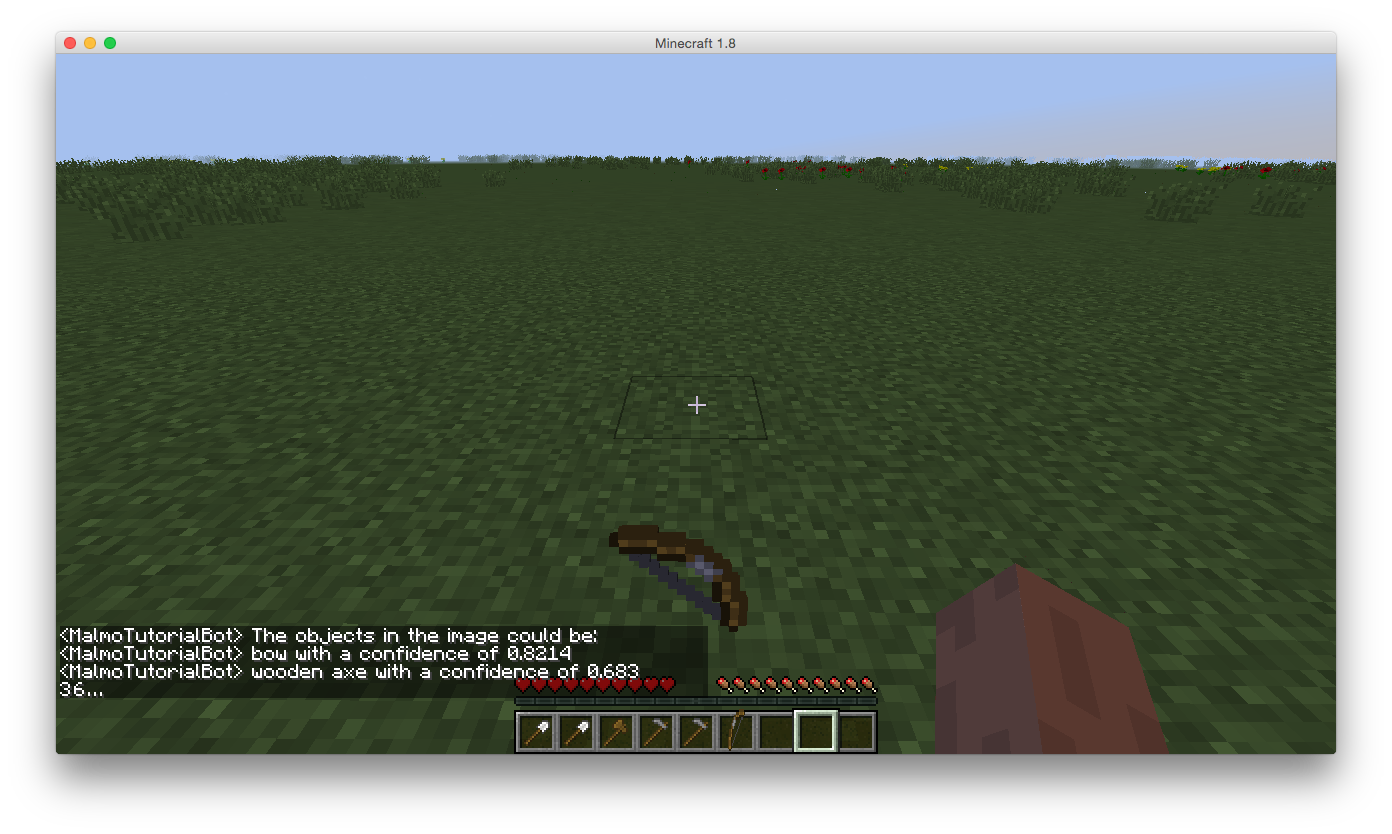 Minecraft 1.8
<MalmoTutorialBot> The objects in the image could be:
<MalmoTutorialBot> bow with a confidence of 0.8214
<MalmoTutorialBot> wooden axe with a confidence of 0.683
36...